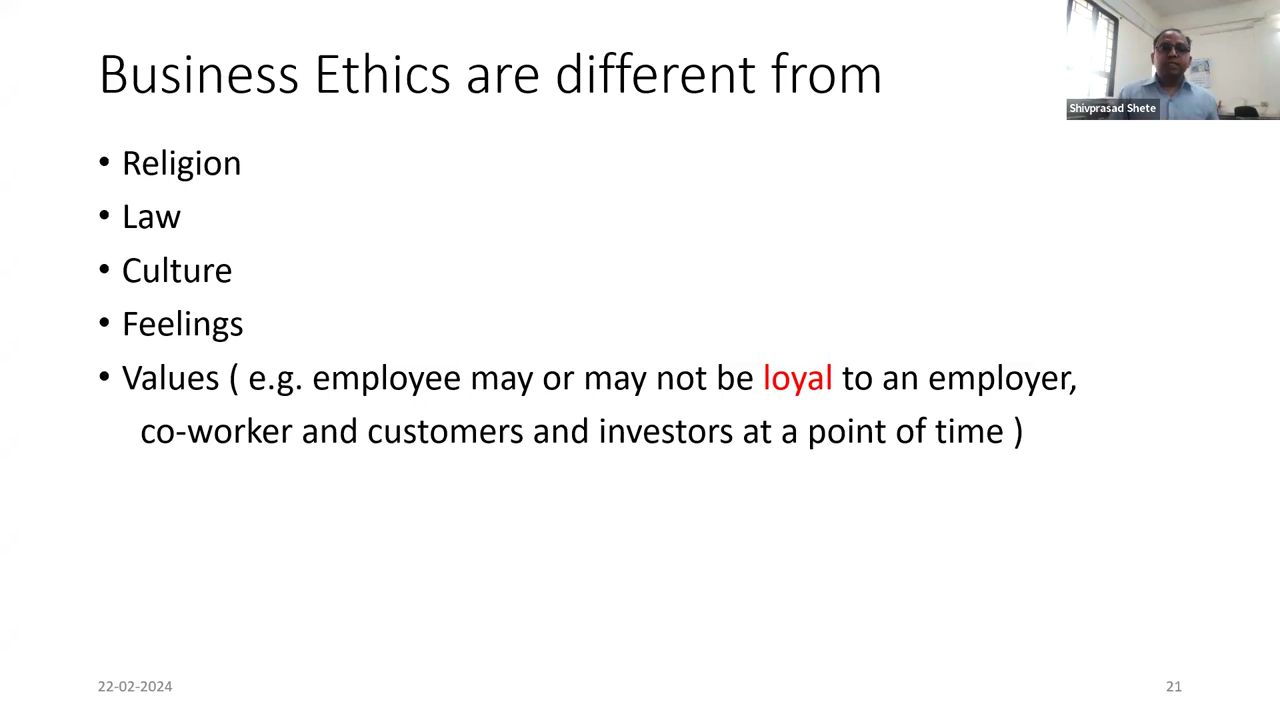 Business Ethics are different from
Shivprasad Shete
• Religion
• Law
• Culture
• Feelings
• Values ( e.g. employee may or may not be loyal to an employer,
co-worker and customers and investors at a point of time )
22-02-2024
21